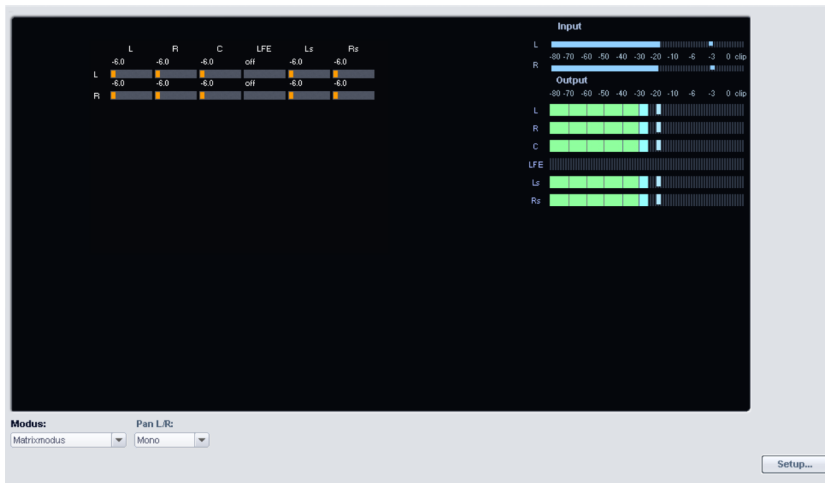 Input
L R C LFE Ls Rs
-6.0 -6.0 -6.0 off -6.0 -6.0
L
-6.0 -6.0 -6.0 off -6.0 -6.0
R
L
-80 -70 -60 -50 -40 -30 -20 -10 -6 -3 0 clip
R
Output
-80 -70 -60 -50 -40 -30 -20 -10 -6 -3 0 clip
L
R
C
LFE
Ls
Rs
Modus: Pan L/R:
Matrixmodus Mono
Setup...